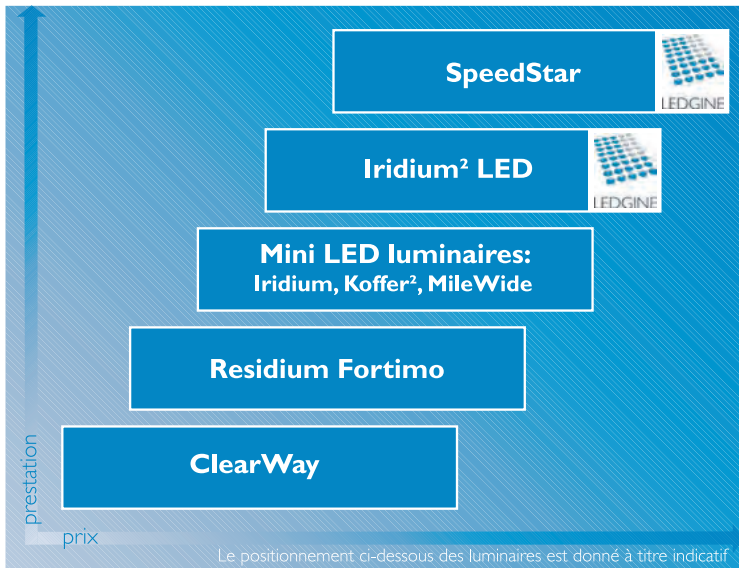 SpeedStar
LEDGINE
Iridium² LED
LEDGINE
Mini LED luminaires:
Iridium, Koffer², MileWide
Residium Fortimo
ClearWay
prestation
prix
Le positionnement ci-dessous des luminaires est donné à titre indicatif